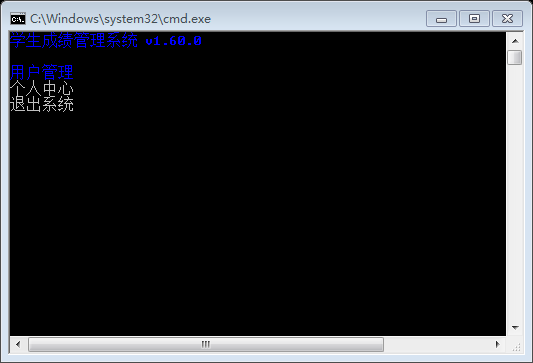 C:\Windows\system32\cmd.exe
学生成绩管理系统 v1.60.0
用户管理
个人中心
退出系统